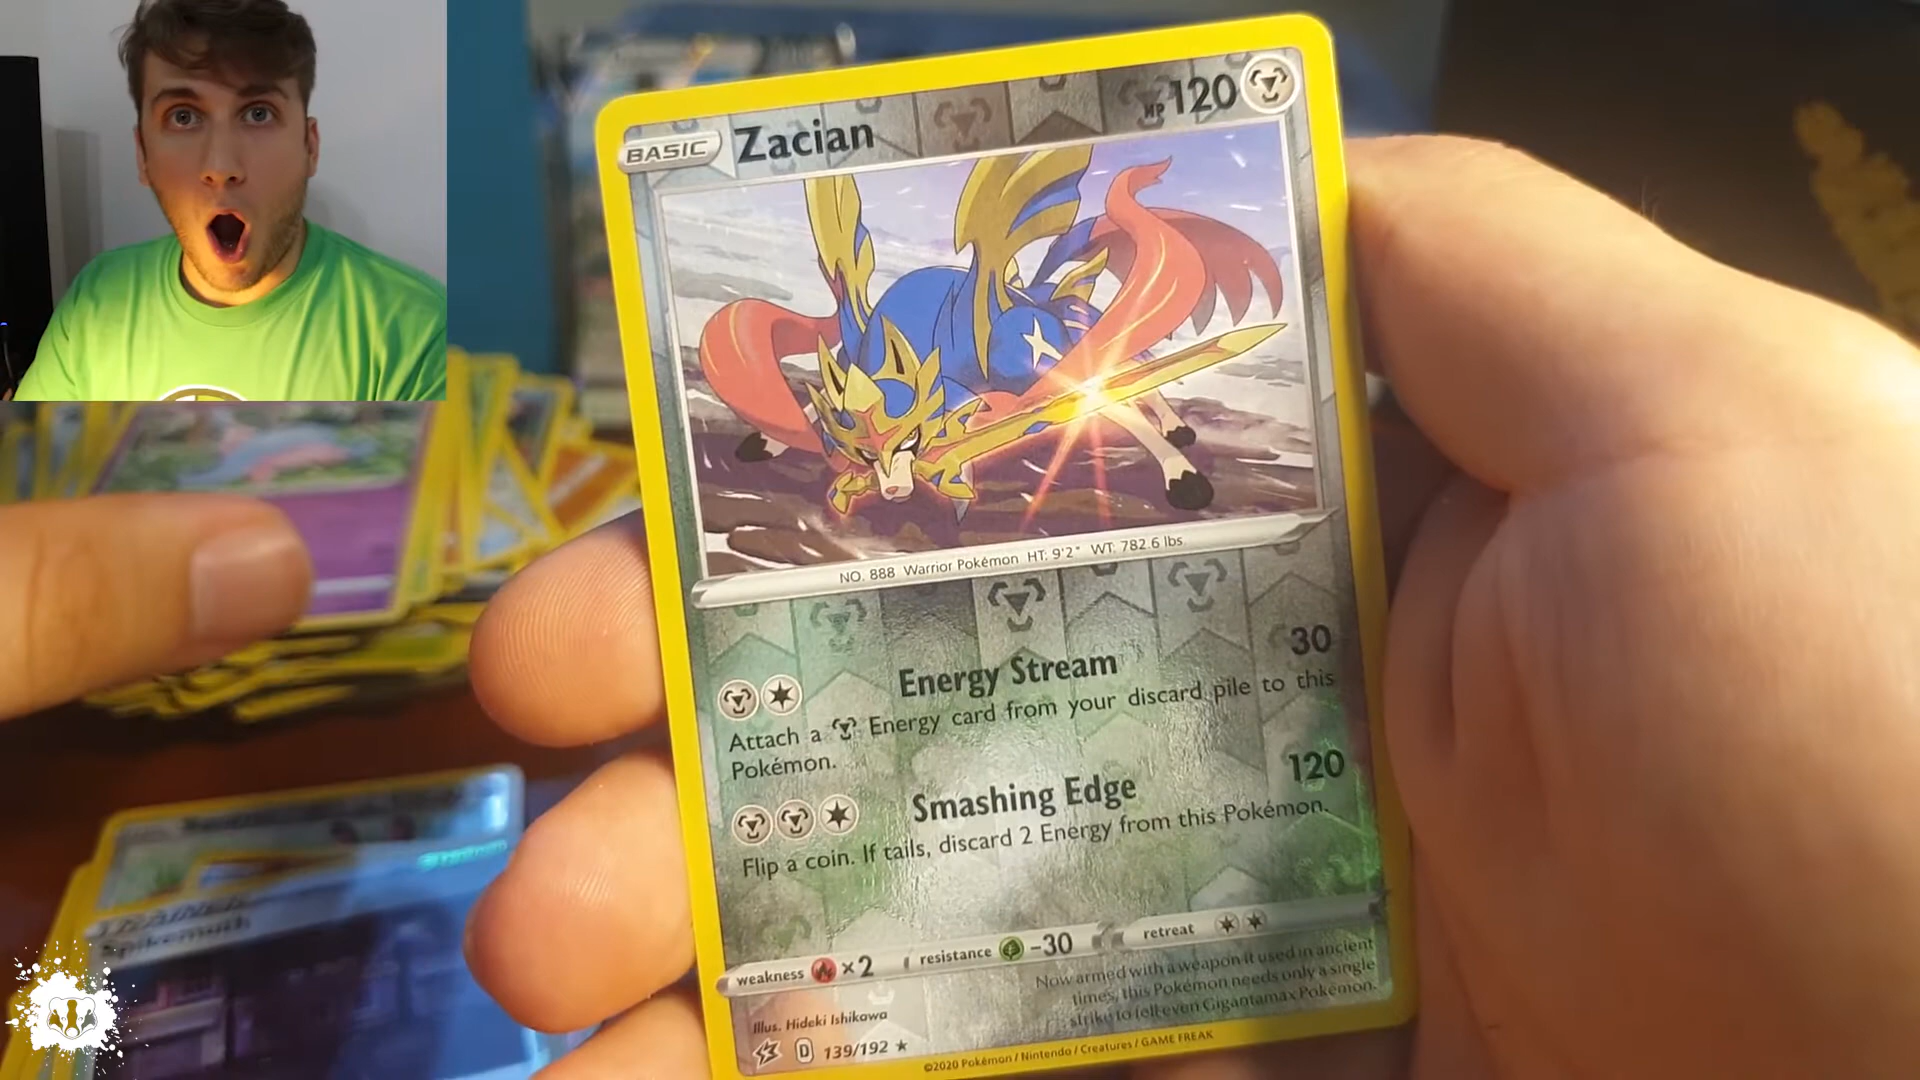 BASIC Zacian HP 120
NO. 888 Warrior Pokémon HT: 9'2" WT: 782.6 lbs
Energy Stream 30
Attach a Energy card from your discard pile to this
Pokémon.
Smashing Edge 120
Flip a coin. If tails, discard 2 Energy from this Pokémon.
weakness ×2 resistance -30 retreat
Now armed with a weapon it used in ancient
times, this Pokémon needs only a single
strike to fell even Gigantamax Pokémon.
Illus. Hideki Ishikawa
D 139/192 ★
©2020 Pokémon / Nintendo / Creatures / GAME FREAK
TRAINER
Spikemuth